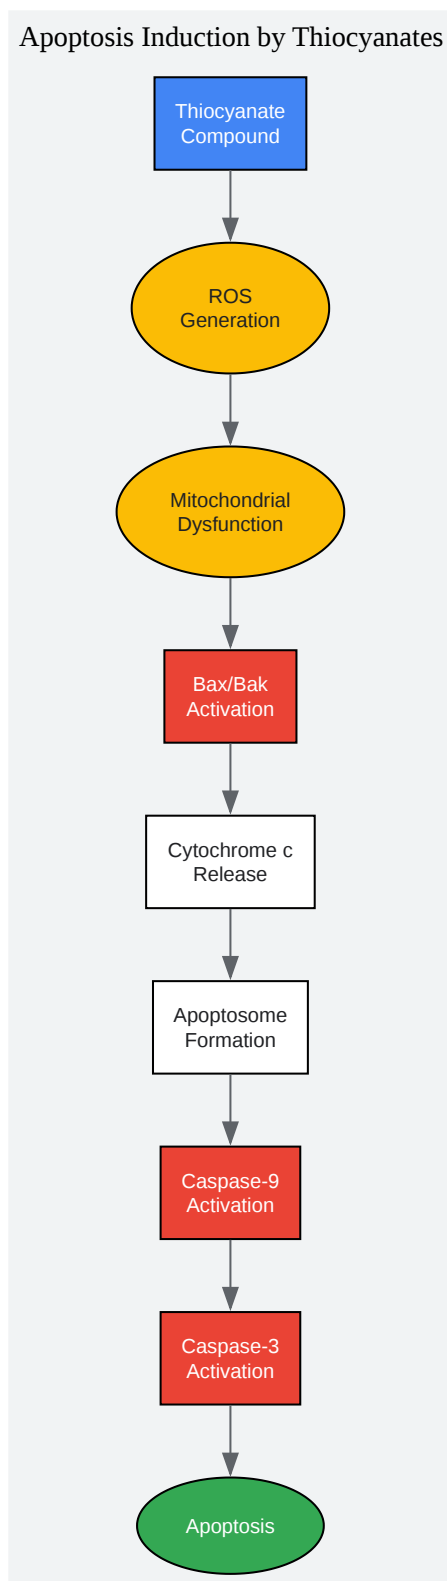 Apoptosis Induction by Thiocyanates
Thiocyanate
Compound
ROS
Generation
Mitochondrial
Dysfunction
Bax/Bak
Activation
Cytochrome c
Release
Apoptosome
Formation
Caspase-9
Activation
Caspase-3
Activation
Apoptosis